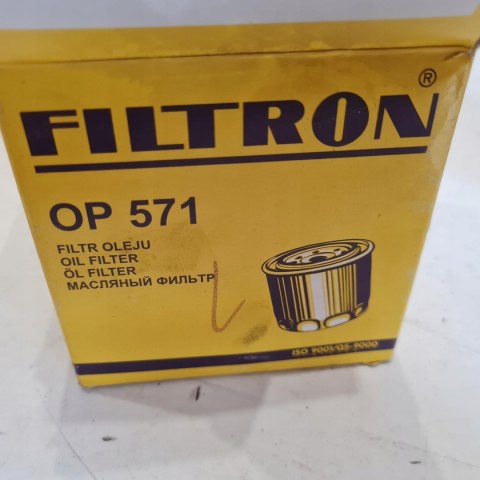 FILTRON®
OP 571
FILTR OLEJU
OIL FILTER
ÖL FILTER
МАСЛЯНЫЙ ФИЛЬТР
ISO 9001/QS-9000